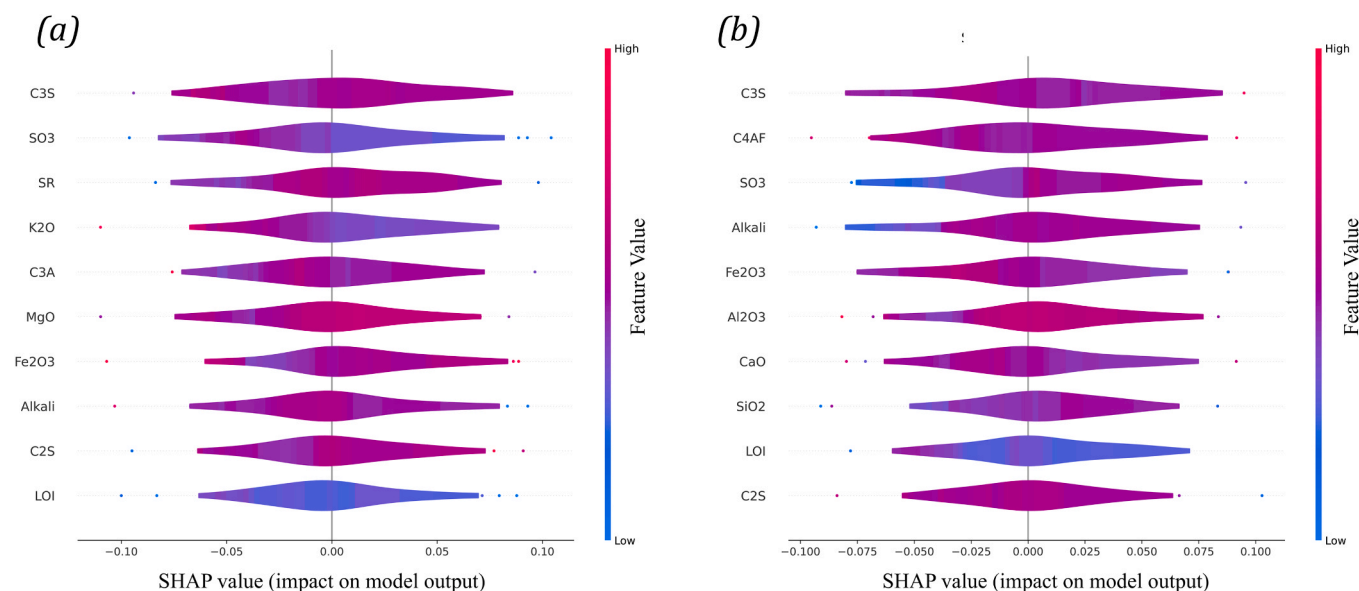 (a)
C3S
SO3
SR
K2O
C3A
MgO
Fe2O3
Alkali
C2S
LOI
−0.10
−0.05
0.00
0.05
0.10
SHAP value (impact on model output)
High
Feature Value
Low
(b)
C3S
C4AF
SO3
Alkali
Fe2O3
Al2O3
CaO
SiO2
LOI
C2S
−0.100
−0.075
−0.050
−0.025
0.000
0.025
0.050
0.075
0.100
SHAP value (impact on model output)
High
Feature Value
Low